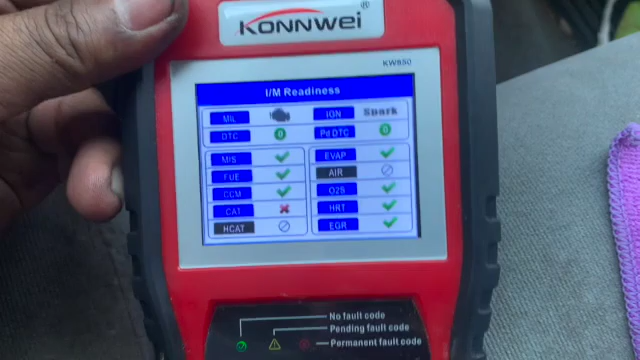 KONNWEI®
KW850
I/M Readiness
MIL
IGN Spark
DTC 0
Pd DTC 0
MIS
EVAP
FUE
AIR
CCM
O2S
CAT
HRT
HCAT
EGR
No fault code
Pending fault code
Permanent fault code